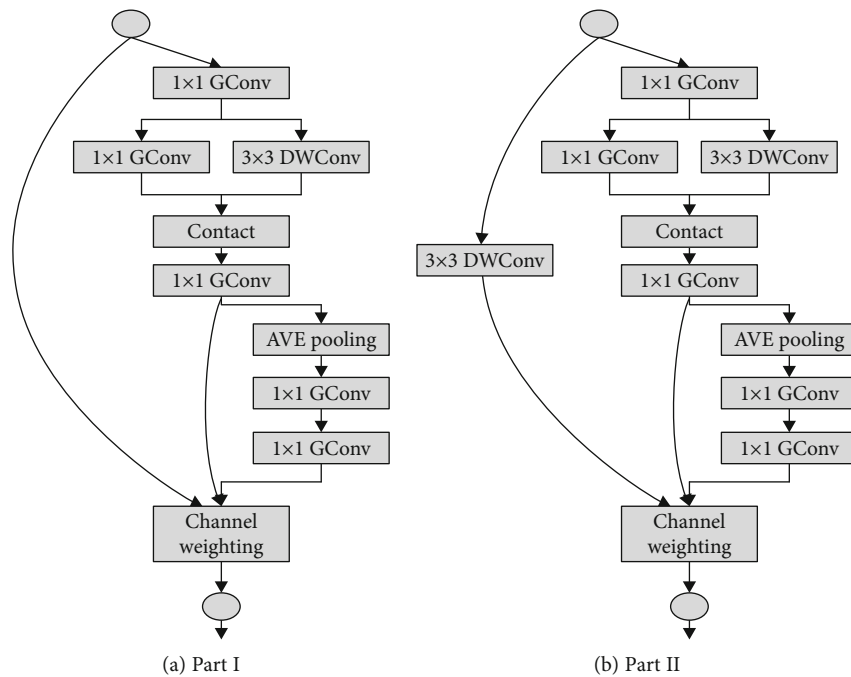 1×1 GConv
1×1 GConv
3×3 DWConv
Contact
1×1 GConv
AVE pooling
1×1 GConv
1×1 GConv
Channel
weighting
(a) Part I
1×1 GConv
1×1 GConv
3×3 DWConv
Contact
3×3 DWConv
1×1 GConv
AVE pooling
1×1 GConv
1×1 GConv
Channel
weighting
(b) Part II